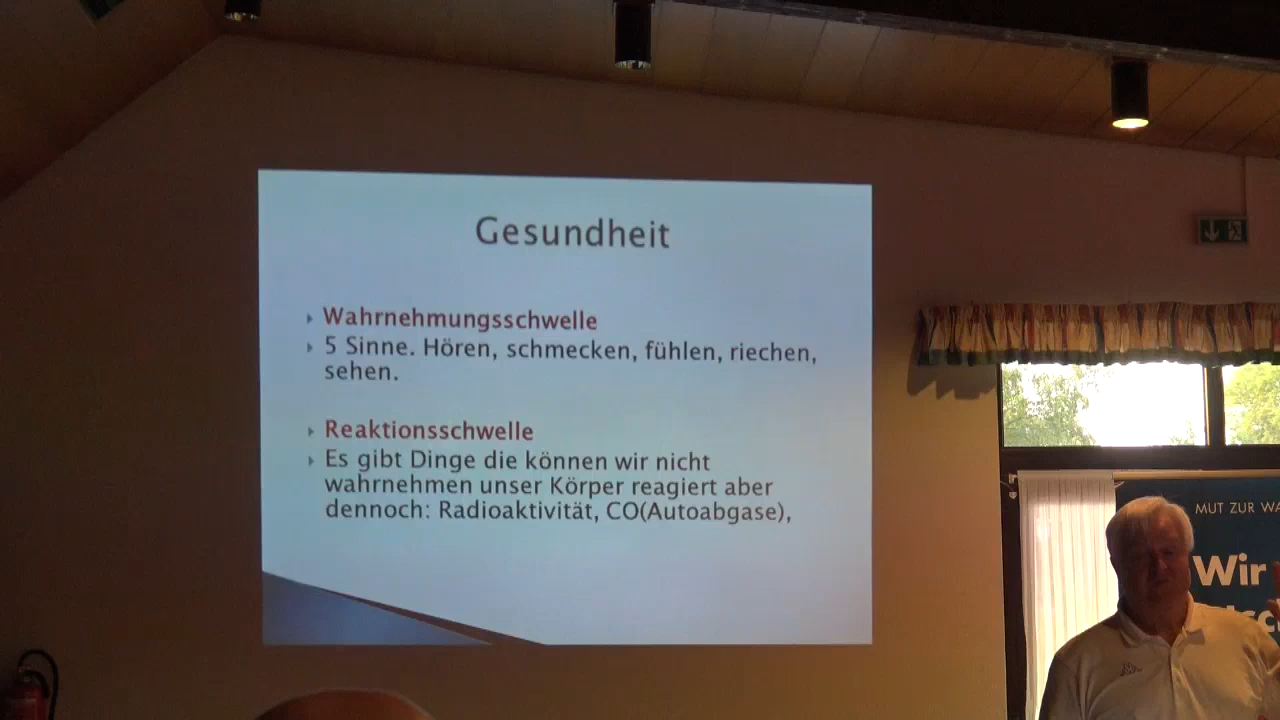 Gesundheit
Wahrnehmungsschwelle
5 Sinne. Hören, schmecken, fühlen, riechen,
sehen.
Reaktionsschwelle
Es gibt Dinge die können wir nicht
wahrnehmen unser Körper reagiert aber
dennoch: Radioaktivität, CO(Autoabgase),
MUT ZUR WA
Wir